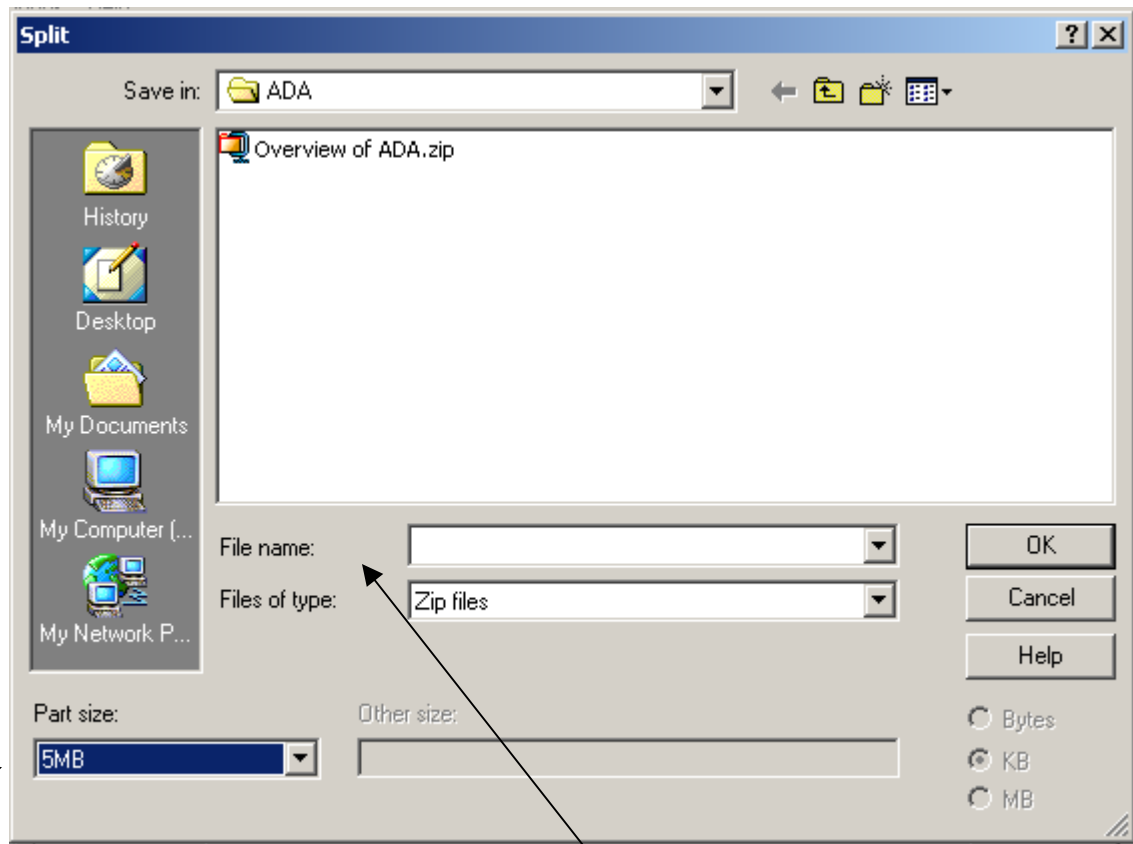 Split
Save in: ADA
Overview of ADA.zip
History
Desktop
My Documents
My Computer (...
My Network P...
File name:
OK
Files of type: Zip files
Cancel
Help
Part size:
Other size:
Bytes
5MB
KB
MB